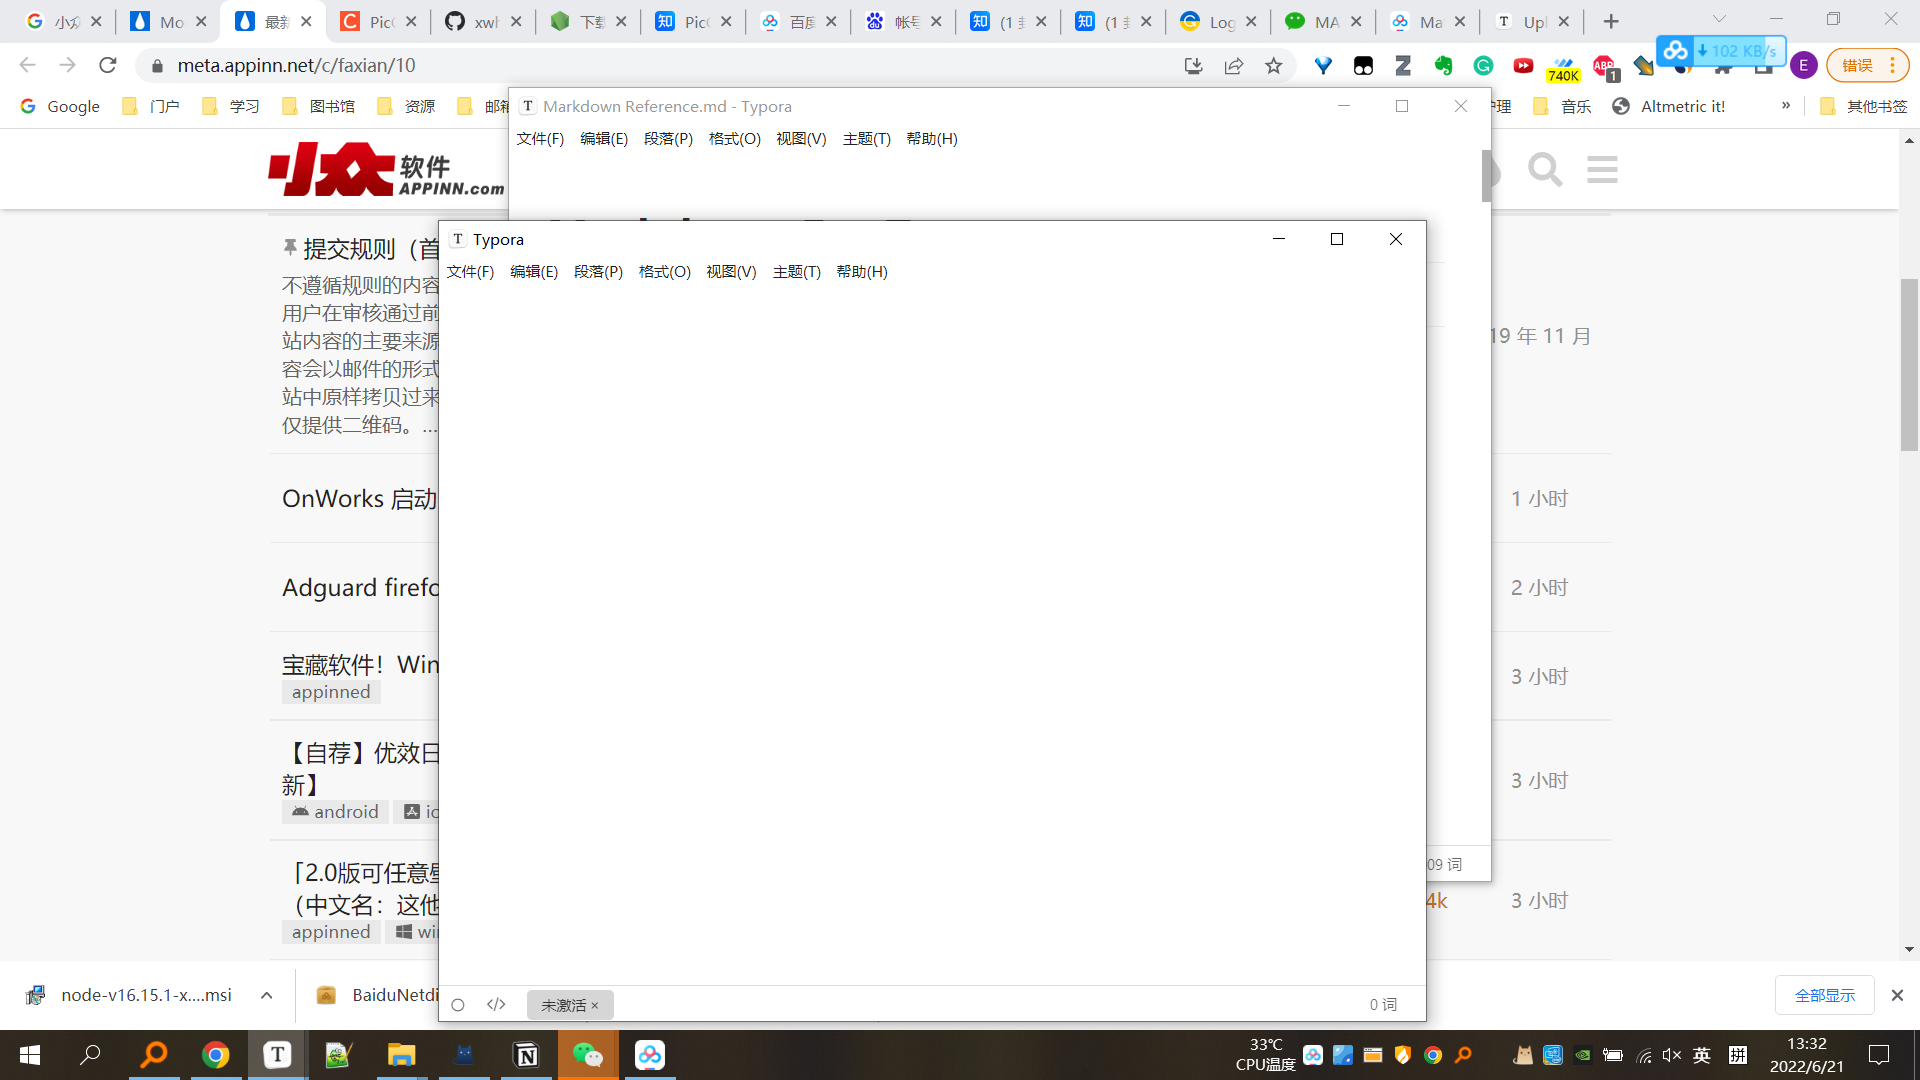 小众
Mo
最新
Pic
xwh
下载
Pic
百度
帐号
(1 封
(1 封
Log
MA
Ma
Upl
meta.appinn.net/c/faxian/10
740K
ABP
1
102 KB/s
E
错误
Google
门户
学习
图书馆
资源
邮箱
护理
音乐
Altmetric it!
»
其他书签
Markdown Reference.md - Typora
文件(F) 编辑(E) 段落(P) 格式(O) 视图(V) 主题(T) 帮助(H)
小众软件
APPINN.com
Typora
文件(F) 编辑(E) 段落(P) 格式(O) 视图(V) 主题(T) 帮助(H)
提交规则（首
不遵循规则的内容
用户在审核通过前
站内容的主要来源
容会以邮件的形式
站中原样拷贝过来
仅提供二维码。...
19 年 11 月
OnWorks 启动
1 小时
Adguard firefo
2 小时
宝藏软件！Win
appinned
3 小时
【自荐】优效日
新】
android
io
3 小时
「2.0版可任意
（中文名：这他
appinned
win
4k
3 小时
09 词
node-v16.15.1-x....msi
BaiduNetdi
未激活 ×
0 词
全部显示
33℃
CPU温度
英
拼
13:32
2022/6/21